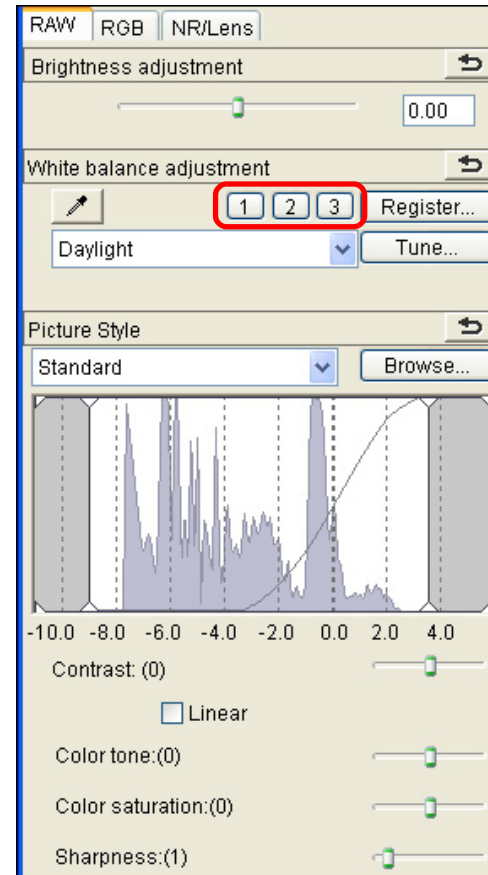 RAW RGB NR/Lens
Brightness adjustment
0.00
White balance adjustment
1 2 3 Register...
Daylight Tune...
Picture Style
Standard Browse...
-10.0 -8.0 -6.0 -4.0 -2.0 0.0 2.0 4.0
Contrast: (0)
Linear
Color tone:(0)
Color saturation:(0)
Sharpness:(1)